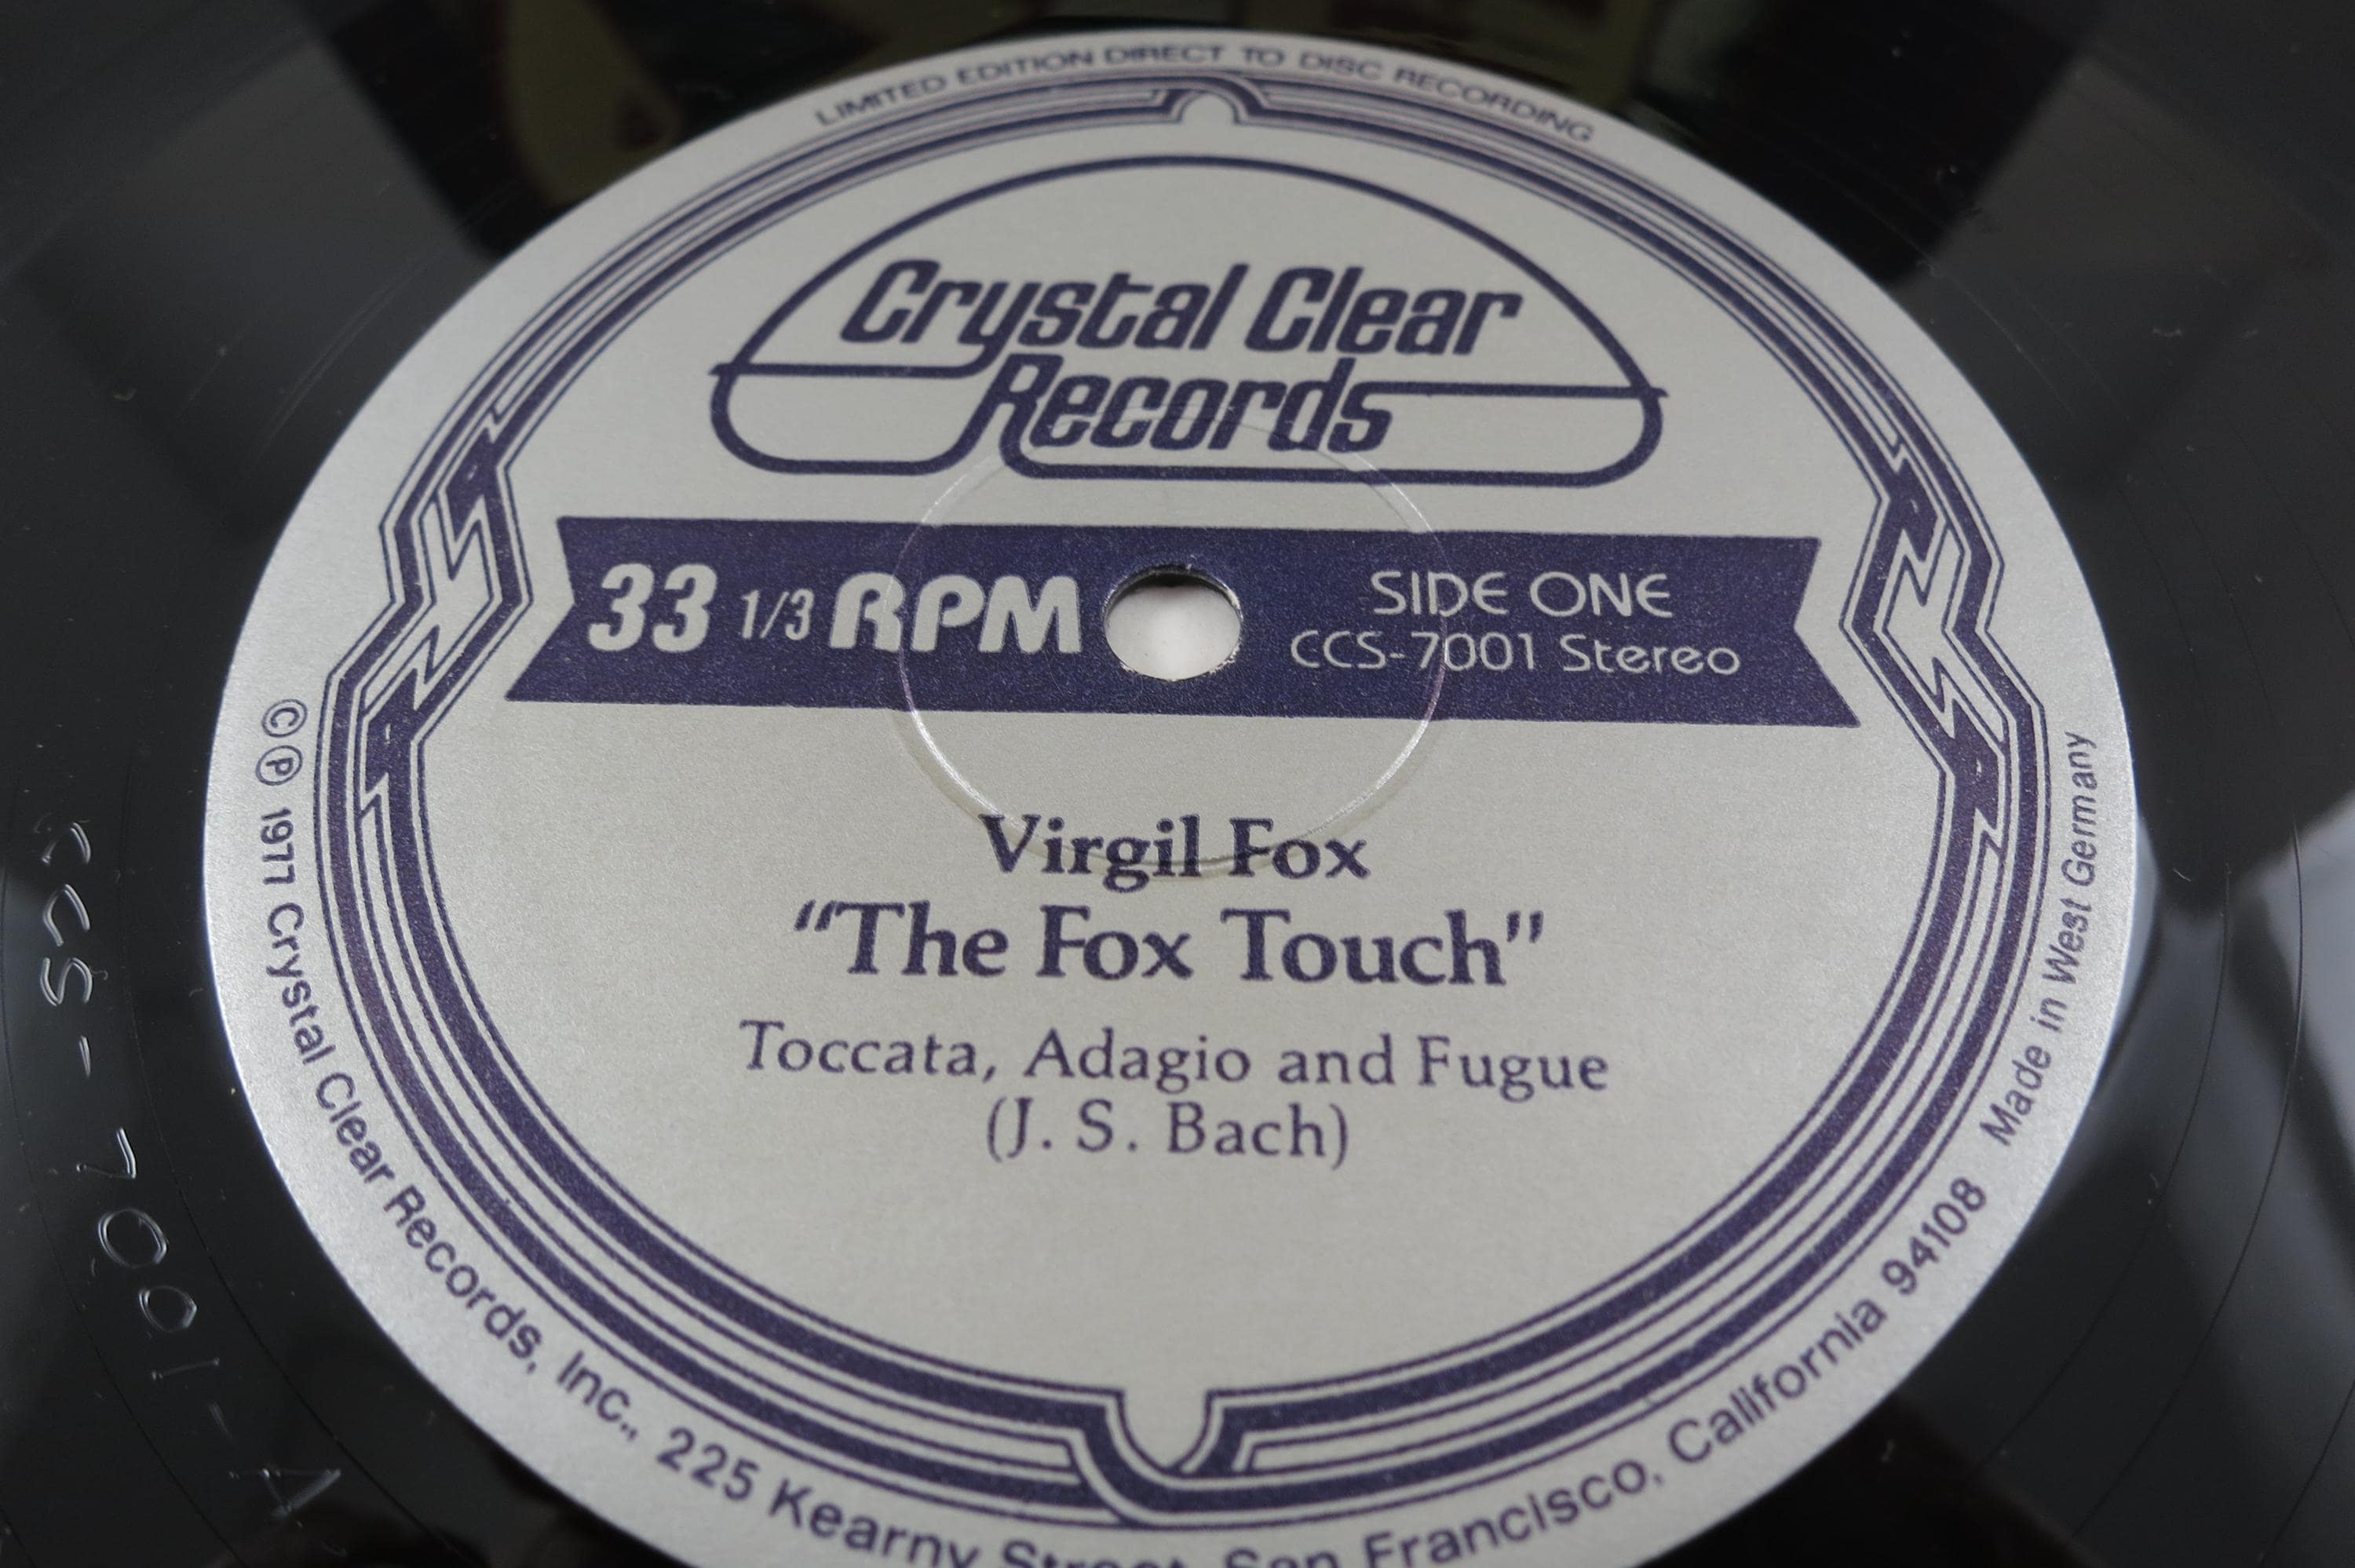 LIMITED EDITION DIRECT TO DISC RECORDING
Crystal Clear
Records
33 1/3 RPM
SIDE ONE
CCS-7001 Stereo
Virgil Fox
"The Fox Touch"
Toccata, Adagio and Fugue
(J. S. Bach)
© ℗ 1977 Crystal Clear Records, Inc., 225 Kearny Street, San Francisco, California 94108 Made in West Germany
CCS-7001-A